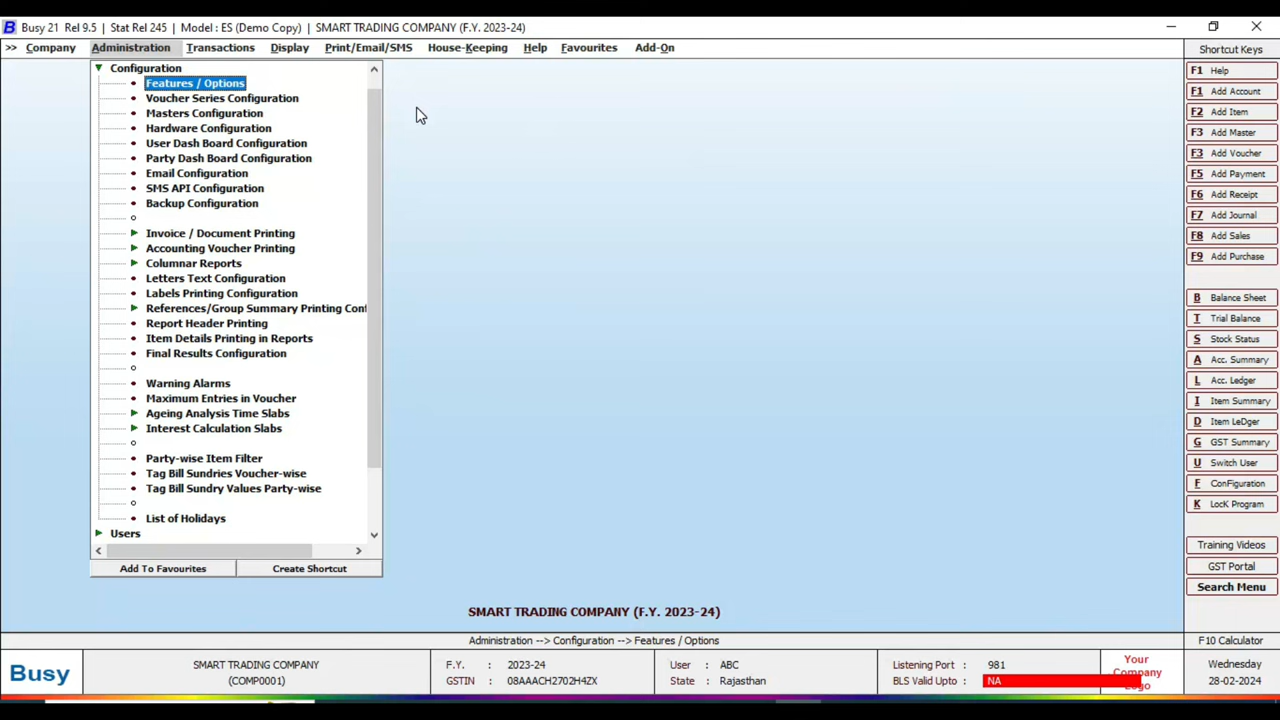 Busy 21 Rel 9.5 | Stat Rel 245 | Model : ES (Demo Copy) | SMART TRADING COMPANY (F.Y. 2023-24)
>> Company Administration Transactions Display Print/Email/SMS House-Keeping Help Favourites Add-On
Configuration
Features / Options
Voucher Series Configuration
Masters Configuration
Hardware Configuration
User Dash Board Configuration
Party Dash Board Configuration
Email Configuration
SMS API Configuration
Backup Configuration
Invoice / Document Printing
Accounting Voucher Printing
Columnar Reports
Letters Text Configuration
Labels Printing Configuration
References/Group Summary Printing Conf
Report Header Printing
Item Details Printing in Reports
Final Results Configuration
Warning Alarms
Maximum Entries in Voucher
Ageing Analysis Time Slabs
Interest Calculation Slabs
Party-wise Item Filter
Tag Bill Sundries Voucher-wise
Tag Bill Sundry Values Party-wise
List of Holidays
Users
Add To Favourites Create Shortcut
Shortcut Keys
F1 Help
F1 Add Account
F2 Add Item
F3 Add Master
F3 Add Voucher
F5 Add Payment
F6 Add Receipt
F7 Add Journal
F8 Add Sales
F9 Add Purchase
B Balance Sheet
T Trial Balance
S Stock Status
A Acc. Summary
L Acc. Ledger
I Item Summary
D Item LeDger
G GST Summary
U Switch User
F ConFiguration
K LocK Program
Training Videos
GST Portal
Search Menu
SMART TRADING COMPANY (F.Y. 2023-24)
Administration --> Configuration --> Features / Options
F10 Calculator
Busy
SMART TRADING COMPANY
(COMP0001)
F.Y. : 2023-24
GSTIN : 08AAACH2702H4ZX
User : ABC
State : Rajasthan
Listening Port : 981
BLS Valid Upto : NA
Your
Company
Logo
Wednesday
28-02-2024